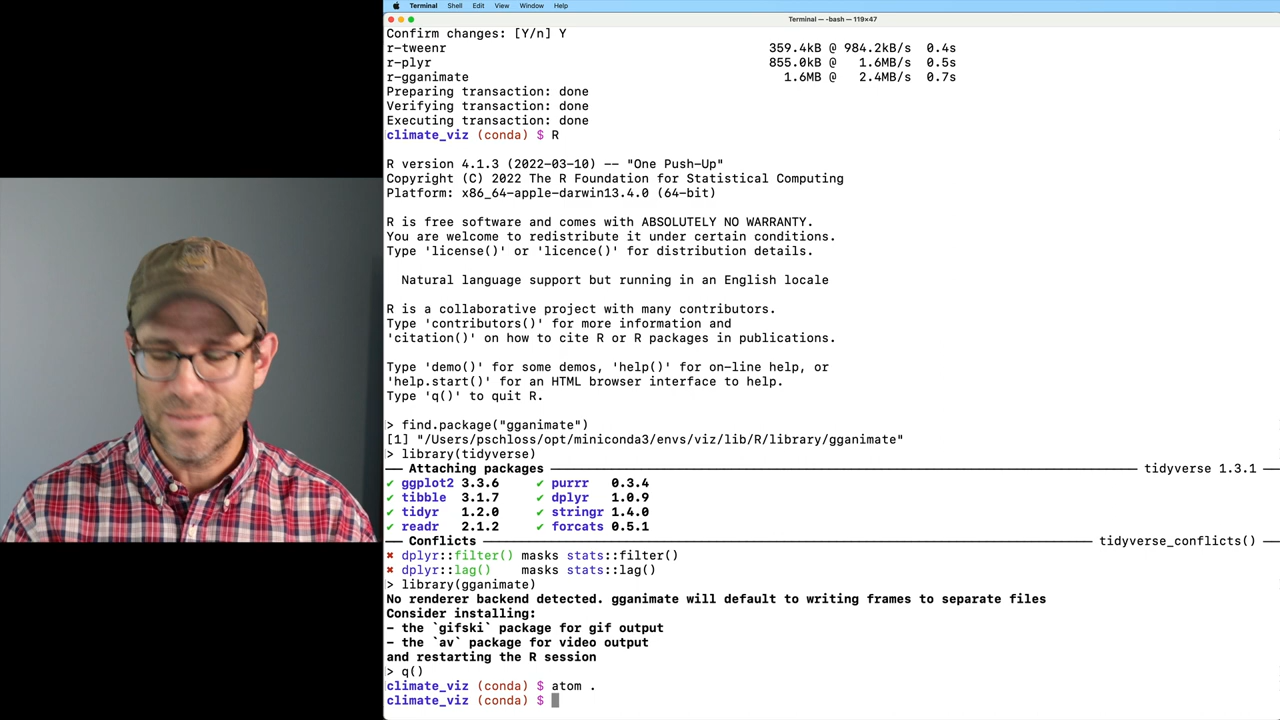 Terminal Shell Edit View Window Help
Terminal — -bash — 119×47
Confirm changes: [Y/n] Y
r-tweenr 359.4kB @ 984.2kB/s 0.4s
r-plyr 855.0kB @ 1.6MB/s 0.5s
r-gganimate 1.6MB @ 2.4MB/s 0.7s
Preparing transaction: done
Verifying transaction: done
Executing transaction: done
climate_viz (conda) $ R
R version 4.1.3 (2022-03-10) -- "One Push-Up"
Copyright (C) 2022 The R Foundation for Statistical Computing
Platform: x86_64-apple-darwin13.4.0 (64-bit)
R is free software and comes with ABSOLUTELY NO WARRANTY.
You are welcome to redistribute it under certain conditions.
Type 'license()' or 'licence()' for distribution details.
Natural language support but running in an English locale
R is a collaborative project with many contributors.
Type 'contributors()' for more information and
'citation()' on how to cite R or R packages in publications.
Type 'demo()' for some demos, 'help()' for on-line help, or
'help.start()' for an HTML browser interface to help.
Type 'q()' to quit R.
> find.package("gganimate")
[1] "/Users/pschloss/opt/miniconda3/envs/viz/lib/R/library/gganimate"
> library(tidyverse)
── Attaching packages ── tidyverse 1.3.1 ──
✔ ggplot2 3.3.6 ✔ purrr 0.3.4
✔ tibble 3.1.7 ✔ dplyr 1.0.9
✔ tidyr 1.2.0 ✔ stringr 1.4.0
✔ readr 2.1.2 ✔ forcats 0.5.1
── Conflicts ── tidyverse_conflicts() ──
✖ dplyr::filter() masks stats::filter()
✖ dplyr::lag() masks stats::lag()
> library(gganimate)
No renderer backend detected. gganimate will default to writing frames to separate files
Consider installing:
- the `gifski` package for gif output
- the `av` package for video output
and restarting the R session
> q()
climate_viz (conda) $ atom .
climate_viz (conda) $